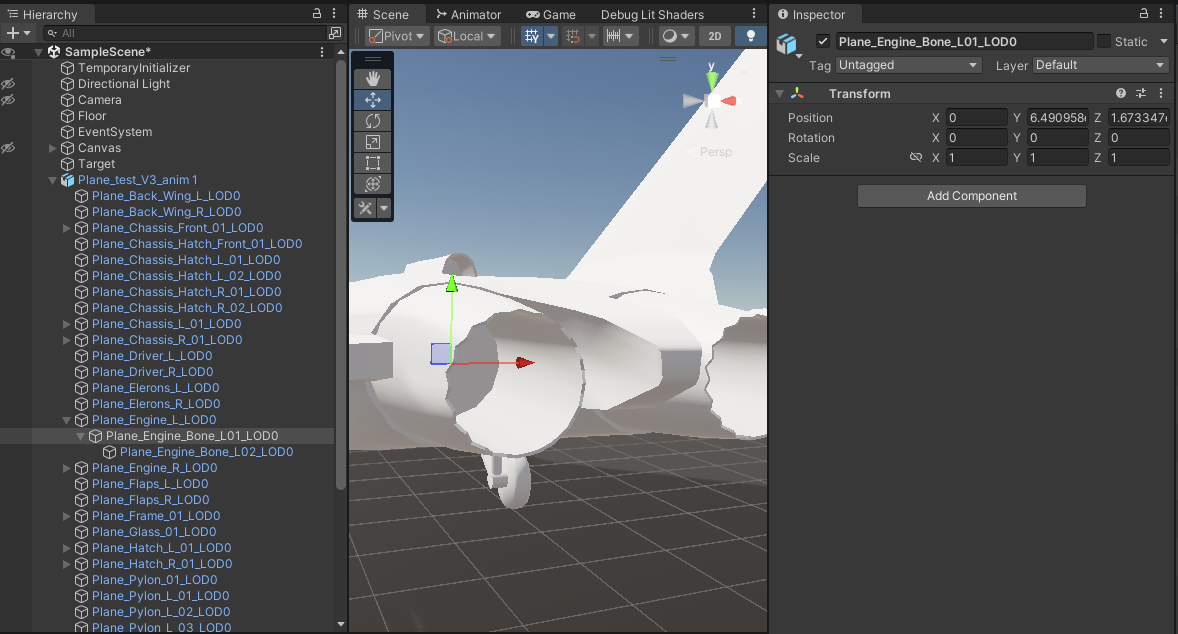 Hierarchy
All
SampleScene*
TemporaryInitializer
Directional Light
Camera
Floor
EventSystem
Canvas
Target
Plane_test_V3_anim 1
Plane_Back_Wing_L_LOD0
Plane_Back_Wing_R_LOD0
Plane_Chassis_Front_01_LOD0
Plane_Chassis_Hatch_Front_01_LOD0
Plane_Chassis_Hatch_L_01_LOD0
Plane_Chassis_Hatch_L_02_LOD0
Plane_Chassis_Hatch_R_01_LOD0
Plane_Chassis_Hatch_R_02_LOD0
Plane_Chassis_L_01_LOD0
Plane_Chassis_R_01_LOD0
Plane_Driver_L_LOD0
Plane_Driver_R_LOD0
Plane_Elerons_L_LOD0
Plane_Elerons_R_LOD0
Plane_Engine_L_LOD0
Plane_Engine_Bone_L01_LOD0
Plane_Engine_Bone_L02_LOD0
Plane_Engine_R_LOD0
Plane_Flaps_L_LOD0
Plane_Flaps_R_LOD0
Plane_Frame_01_LOD0
Plane_Glass_01_LOD0
Plane_Hatch_L_01_LOD0
Plane_Hatch_R_01_LOD0
Plane_Pylon_01_LOD0
Plane_Pylon_L_01_LOD0
Plane_Pylon_L_02_LOD0
Plane_Pylon_L_03_LOD0
Scene Animator Game Debug Lit Shaders
Pivot Local 2D
y
Persp
Inspector
Plane_Engine_Bone_L01_LOD0 Static
Tag Untagged Layer Default
Transform
Position X 0 Y 6.490958e Z 1.673347e
Rotation X 0 Y 0 Z 0
Scale X 1 Y 1 Z 1
Add Component